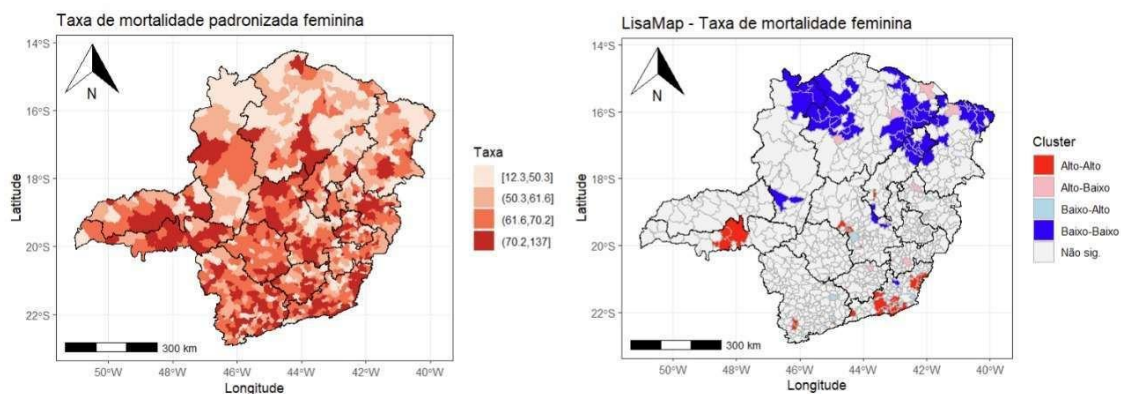 Taxa de mortalidade padronizada feminina
14°S
16°S
18°S
20°S
22°S
Latitude
N
300 km
50°W
48°W
46°W
44°W
42°W
40°W
Longitude
Taxa
[12.3,50.3]
(50.3,61.6]
(61.6,70.2]
(70.2,137]
LisaMap - Taxa de mortalidade feminina
14°S
16°S
18°S
20°S
22°S
Latitude
N
300 km
50°W
48°W
46°W
44°W
42°W
40°W
Longitude
Cluster
Alto-Alto
Alto-Baixo
Baixo-Alto
Baixo-Baixo
Não sig.